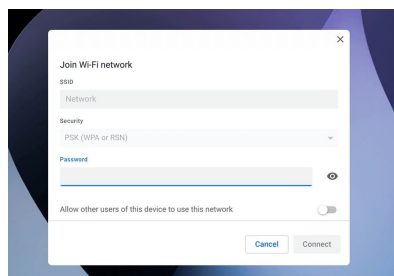 Join Wi-Fi network
SSID
Network
Security
PSK (WPA or RSN)
Password
Allow other users of this device to use this network
Cancel
Connect